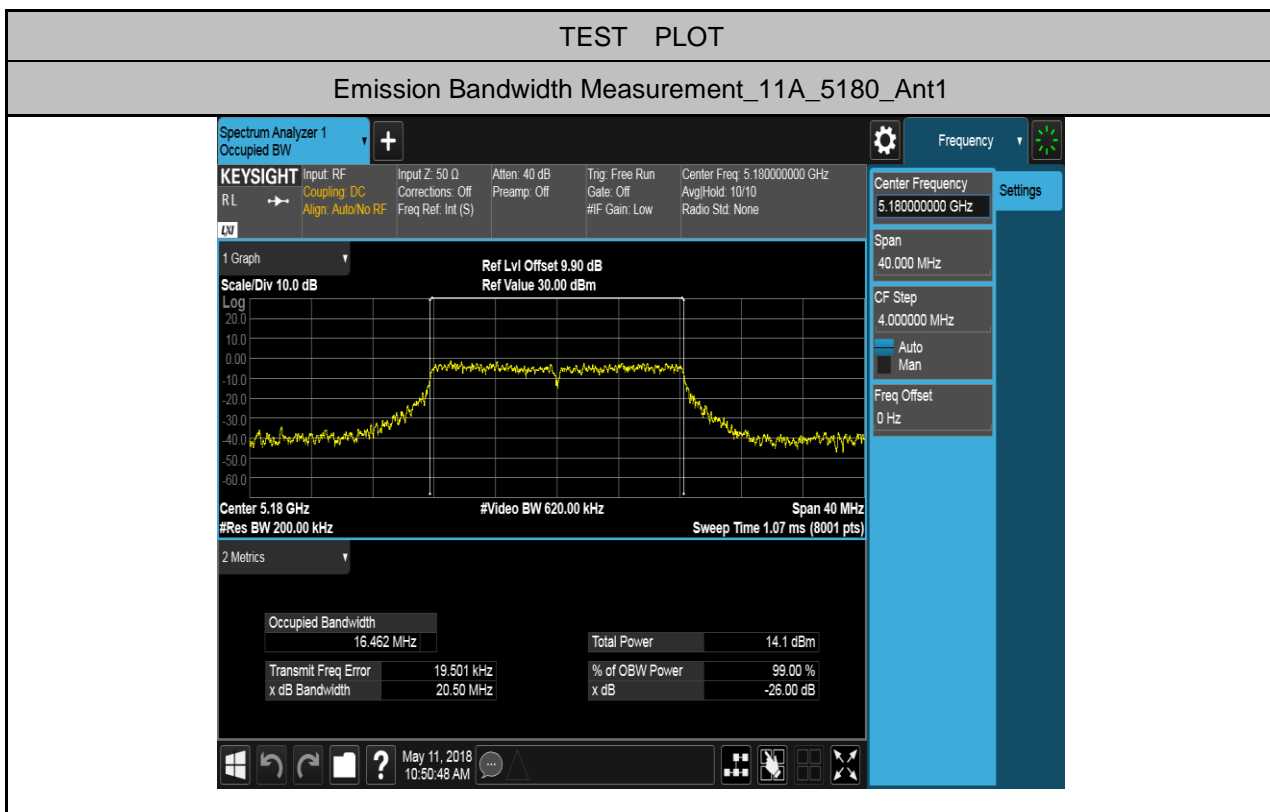 TEST PLOT
Emission Bandwidth Measurement_11A_5180_Ant1
Spectrum Analyzer 1
Occupied BW
+
Frequency
KEYSIGHT
RL
LXI
Input: RF
Coupling: DC
Align: Auto/No RF
Input Z: 50 Ω
Corrections: Off
Freq Ref: Int (S)
Atten: 40 dB
Preamp: Off
Trig: Free Run
Gate: Off
#IF Gain: Low
Center Freq: 5.180000000 GHz
Avg|Hold: 10/10
Radio Std: None
Center Frequency
5.180000000 GHz
Settings
Span
40.000 MHz
CF Step
4.000000 MHz
Auto
Man
Freq Offset
0 Hz
1 Graph
Scale/Div 10.0 dB
Ref Lvl Offset 9.90 dB
Ref Value 30.00 dBm
Log
20.0
10.0
0.00
-10.0
-20.0
-30.0
-40.0
-50.0
-60.0
Center 5.18 GHz
#Video BW 620.00 kHz
Span 40 MHz
#Res BW 200.00 kHz
Sweep Time 1.07 ms (8001 pts)
2 Metrics
Occupied Bandwidth
16.462 MHz
Total Power 14.1 dBm
Transmit Freq Error 19.501 kHz
% of OBW Power 99.00 %
x dB Bandwidth 20.50 MHz
x dB -26.00 dB
?
May 11, 2018
10:50:48 AM